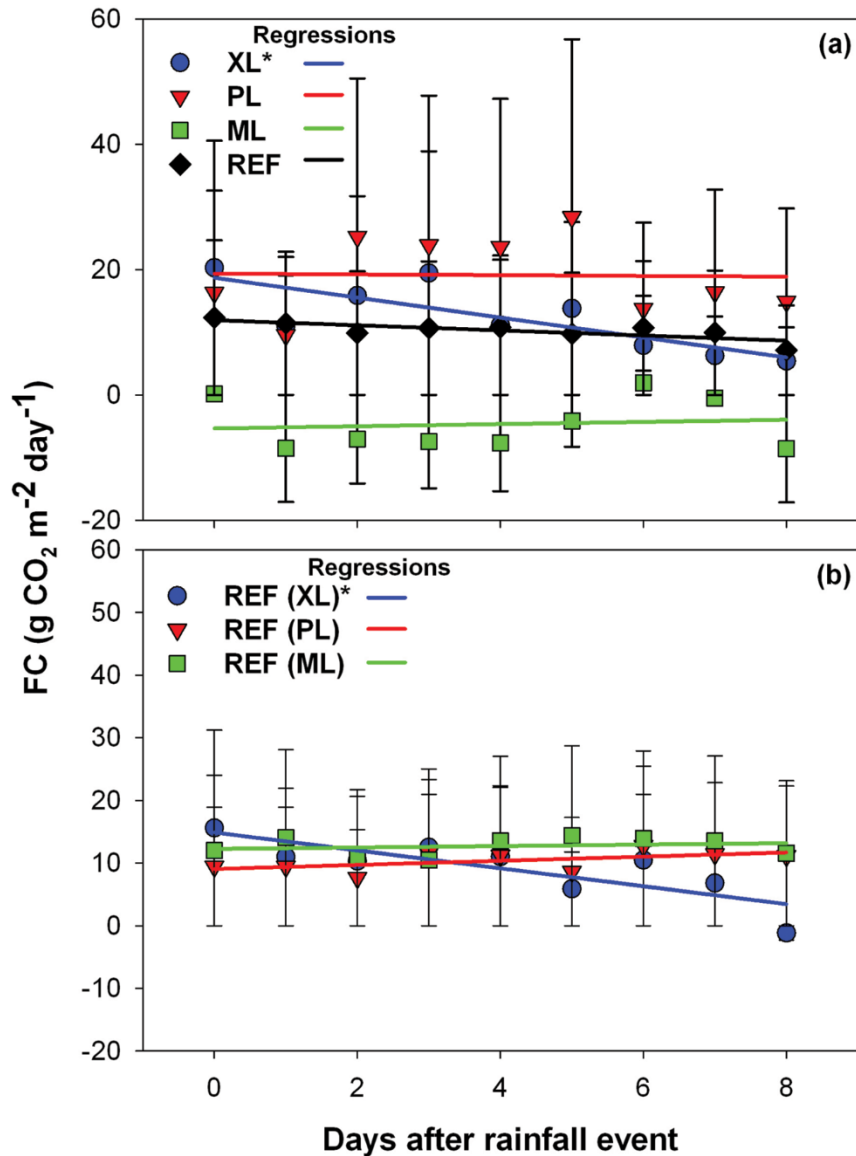 60
40
20
0
-20
Regressions
(a)
XL*
PL
ML
REF
60
50
40
30
20
10
0
-10
-20
Regressions
(b)
REF (XL)*
REF (PL)
REF (ML)
0 2 4 6 8
Days after rainfall event
FC (g CO₂ m⁻² day⁻¹)